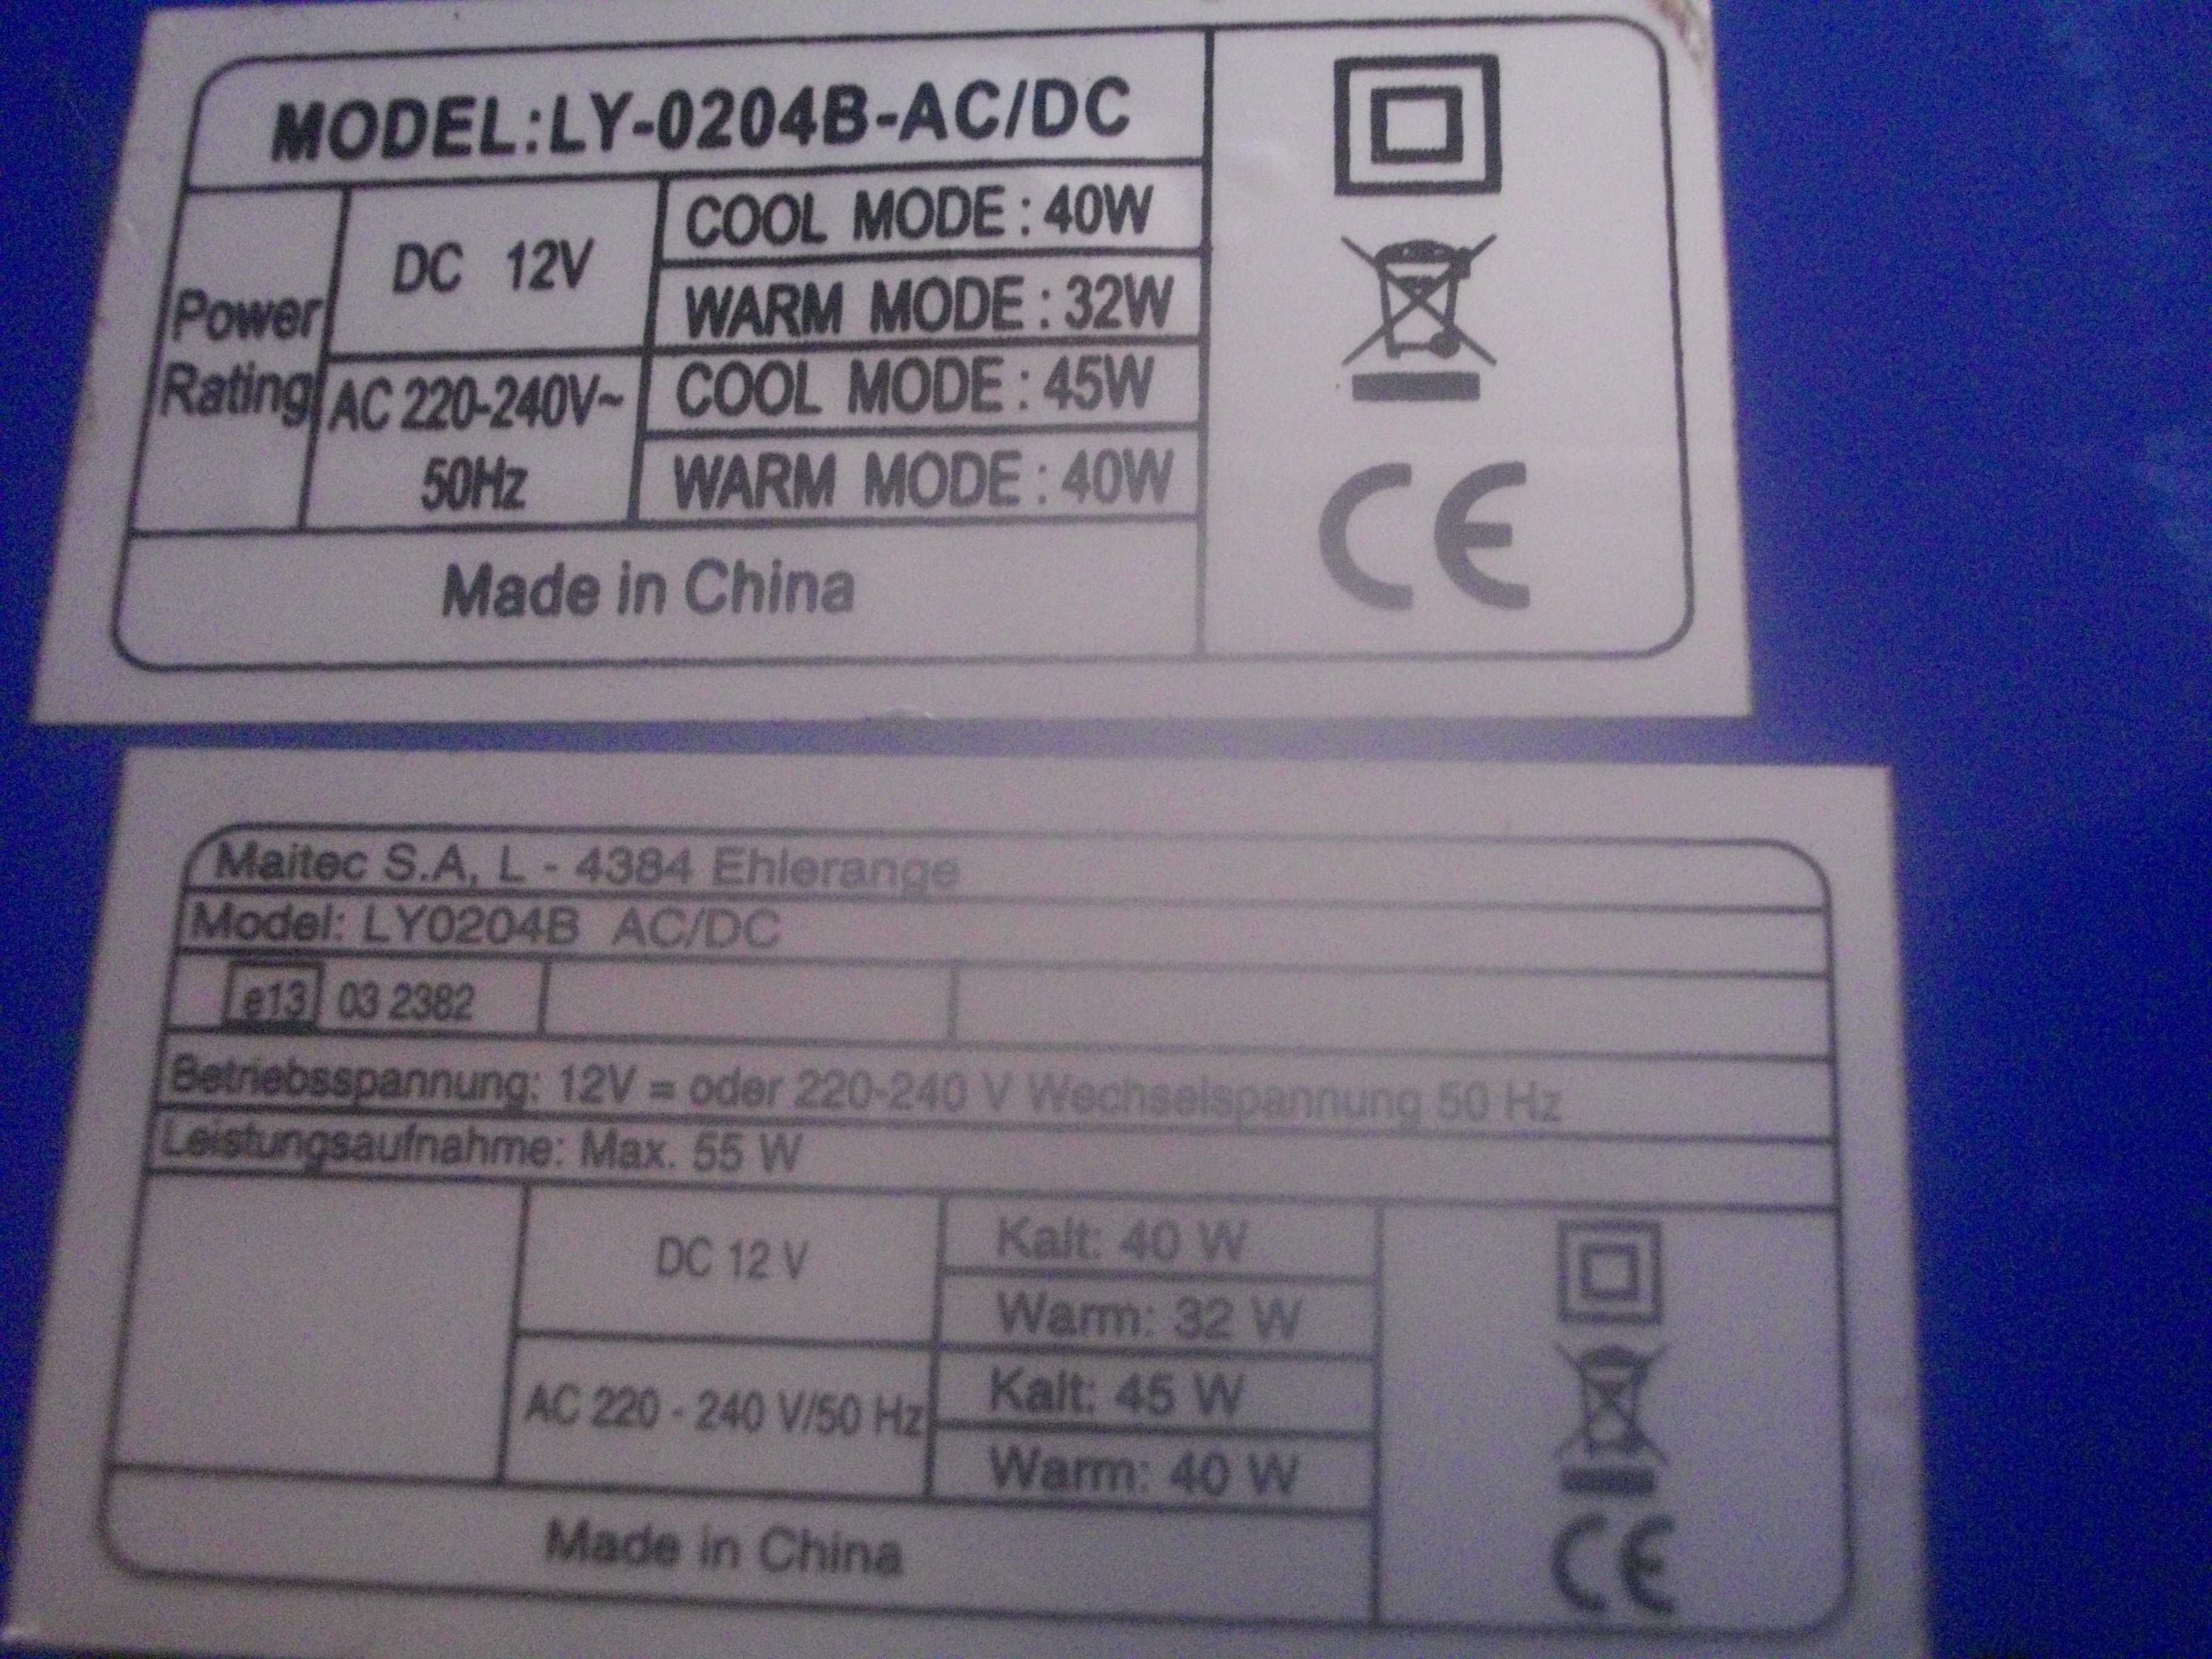 MODEL:LY-0204B-AC/DC
Power
Rating
DC 12V
COOL MODE : 40W
WARM MODE : 32W
AC 220-240V~
50Hz
COOL MODE : 45W
WARM MODE : 40W
Made in China
CE
Maitec S.A, L - 4384 Ehlerange
Model: LY0204B AC/DC
e13 03 2382
Betriebsspannung: 12V = oder 220-240 V Wechselspannung 50 Hz
Leistungsaufnahme: Max. 55 W
DC 12 V
Kalt: 40 W
Warm: 32 W
AC 220 - 240 V/50 Hz
Kalt: 45 W
Warm: 40 W
Made in China
CE